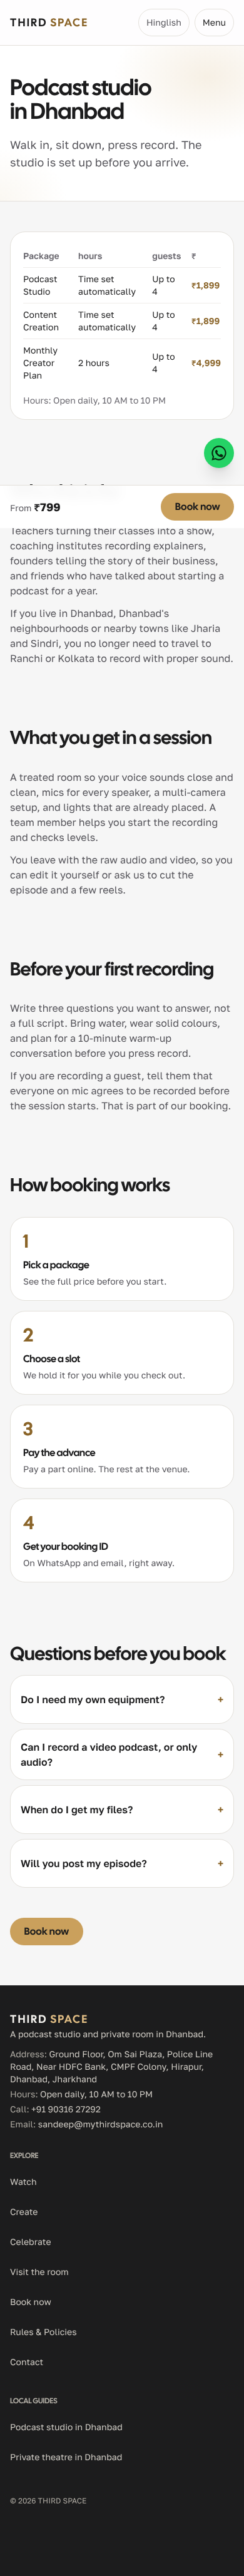 THIRD SPACE
Hinglish
Menu
Podcast studio
in Dhanbad
Walk in, sit down, press record. The
studio is set up before you arrive.
Package hours guests ₹
Podcast Studio Time set automatically Up to 4 ₹1,899
Content Creation Time set automatically Up to 4 ₹1,899
Monthly Creator Plan 2 hours Up to 4 ₹4,999
Hours: Open daily, 10 AM to 10 PM
From ₹799
Book now
Teachers turning their classes into a show,
coaching institutes recording explainers,
founders telling the story of their business,
and friends who have talked about starting a
podcast for a year.
If you live in Dhanbad, Dhanbad's
neighbourhoods or nearby towns like Jharia
and Sindri, you no longer need to travel to
Ranchi or Kolkata to record with proper sound.
What you get in a session
A treated room so your voice sounds close and
clean, mics for every speaker, a multi-camera
setup, and lights that are already placed. A
team member helps you start the recording
and checks levels.
You leave with the raw audio and video, so you
can edit it yourself or ask us to cut the
episode and a few reels.
Before your first recording
Write three questions you want to answer, not
a full script. Bring water, wear solid colours,
and plan for a 10-minute warm-up
conversation before you press record.
If you are recording a guest, tell them that
everyone on mic agrees to be recorded before
the session starts. That is part of our booking.
How booking works
1
Pick a package
See the full price before you start.
2
Choose a slot
We hold it for you while you check out.
3
Pay the advance
Pay a part online. The rest at the venue.
4
Get your booking ID
On WhatsApp and email, right away.
Questions before you book
Do I need my own equipment? +
Can I record a video podcast, or only
audio? +
When do I get my files? +
Will you post my episode? +
Book now
THIRD SPACE
A podcast studio and private room in Dhanbad.
Address: Ground Floor, Om Sai Plaza, Police Line
Road, Near HDFC Bank, CMPF Colony, Hirapur,
Dhanbad, Jharkhand
Hours: Open daily, 10 AM to 10 PM
Call: +91 90316 27292
Email: sandeep@mythirdspace.co.in
EXPLORE
Watch
Create
Celebrate
Visit the room
Book now
Rules & Policies
Contact
LOCAL GUIDES
Podcast studio in Dhanbad
Private theatre in Dhanbad
© 2026 THIRD SPACE